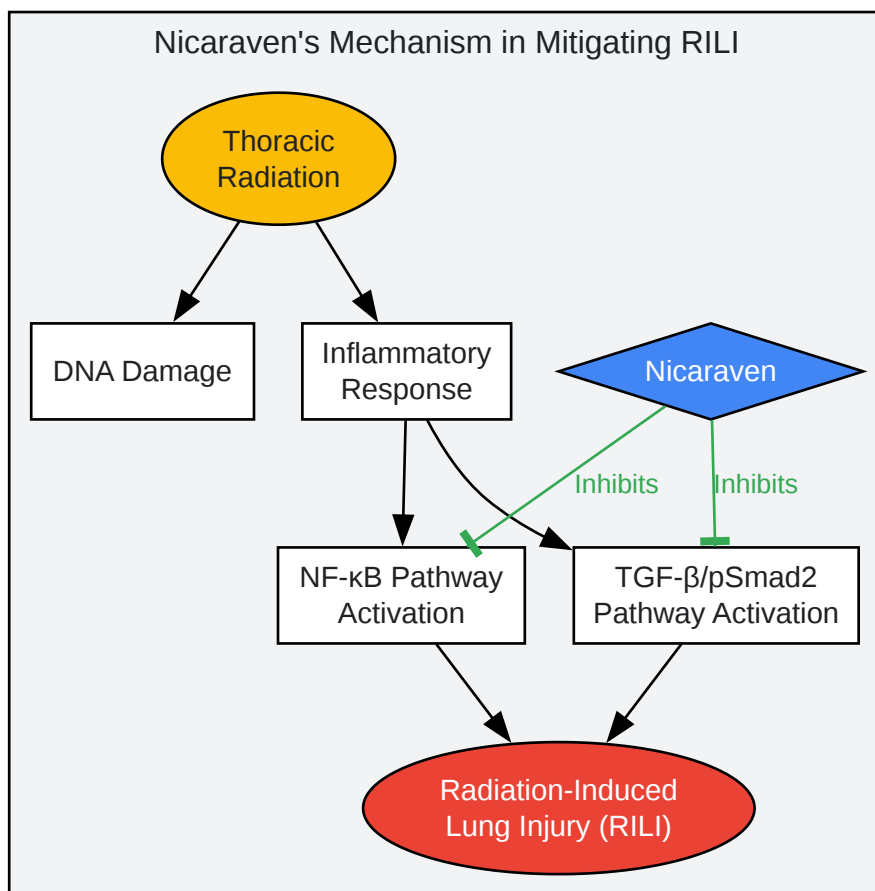 Nicaraven's Mechanism in Mitigating RILI
Thoracic
Radiation
DNA Damage
Inflammatory
Response
Nicaraven
Inhibits
Inhibits
NF-κB Pathway
Activation
TGF-β/pSmad2
Pathway Activation
Radiation-Induced
Lung Injury (RILI)